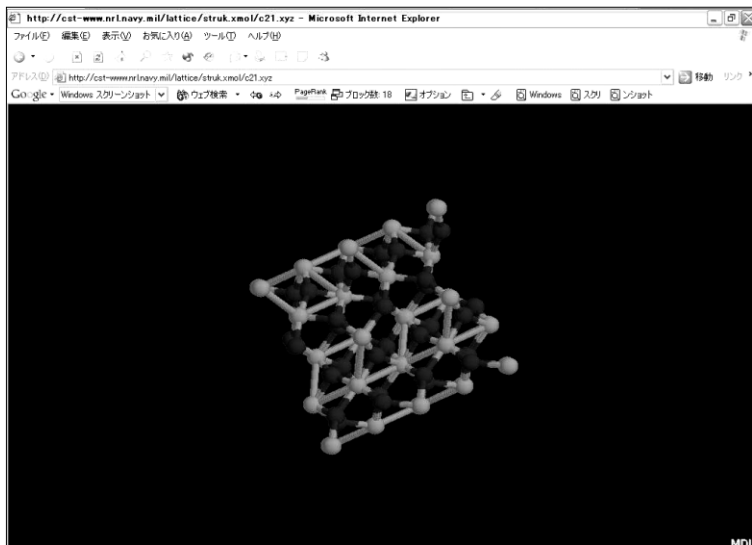 http://cst-www.nrl.navy.mil/lattice/struk.xmol/c21.xyz - Microsoft Internet Explorer
ファイル(F) 編集(E) 表示(V) お気に入り(A) ツール(T) ヘルプ(H)
アドレス(D) http://cst-www.nrl.navy.mil/lattice/struk.xmol/c21.xyz 移動 リンク
Google Windows スクリーンショット ウェブ検索 PageRank ブロック数: 18 オプション Windows スクリ ンショット